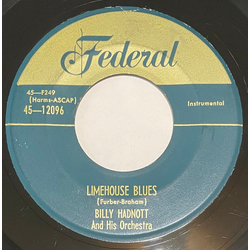 Federal
45—F249
(Harms-ASCAP)
45—12096
Instrumental
LIMEHOUSE BLUES
(Furber-Braham)
BILLY HADNOTT
And His Orchestra